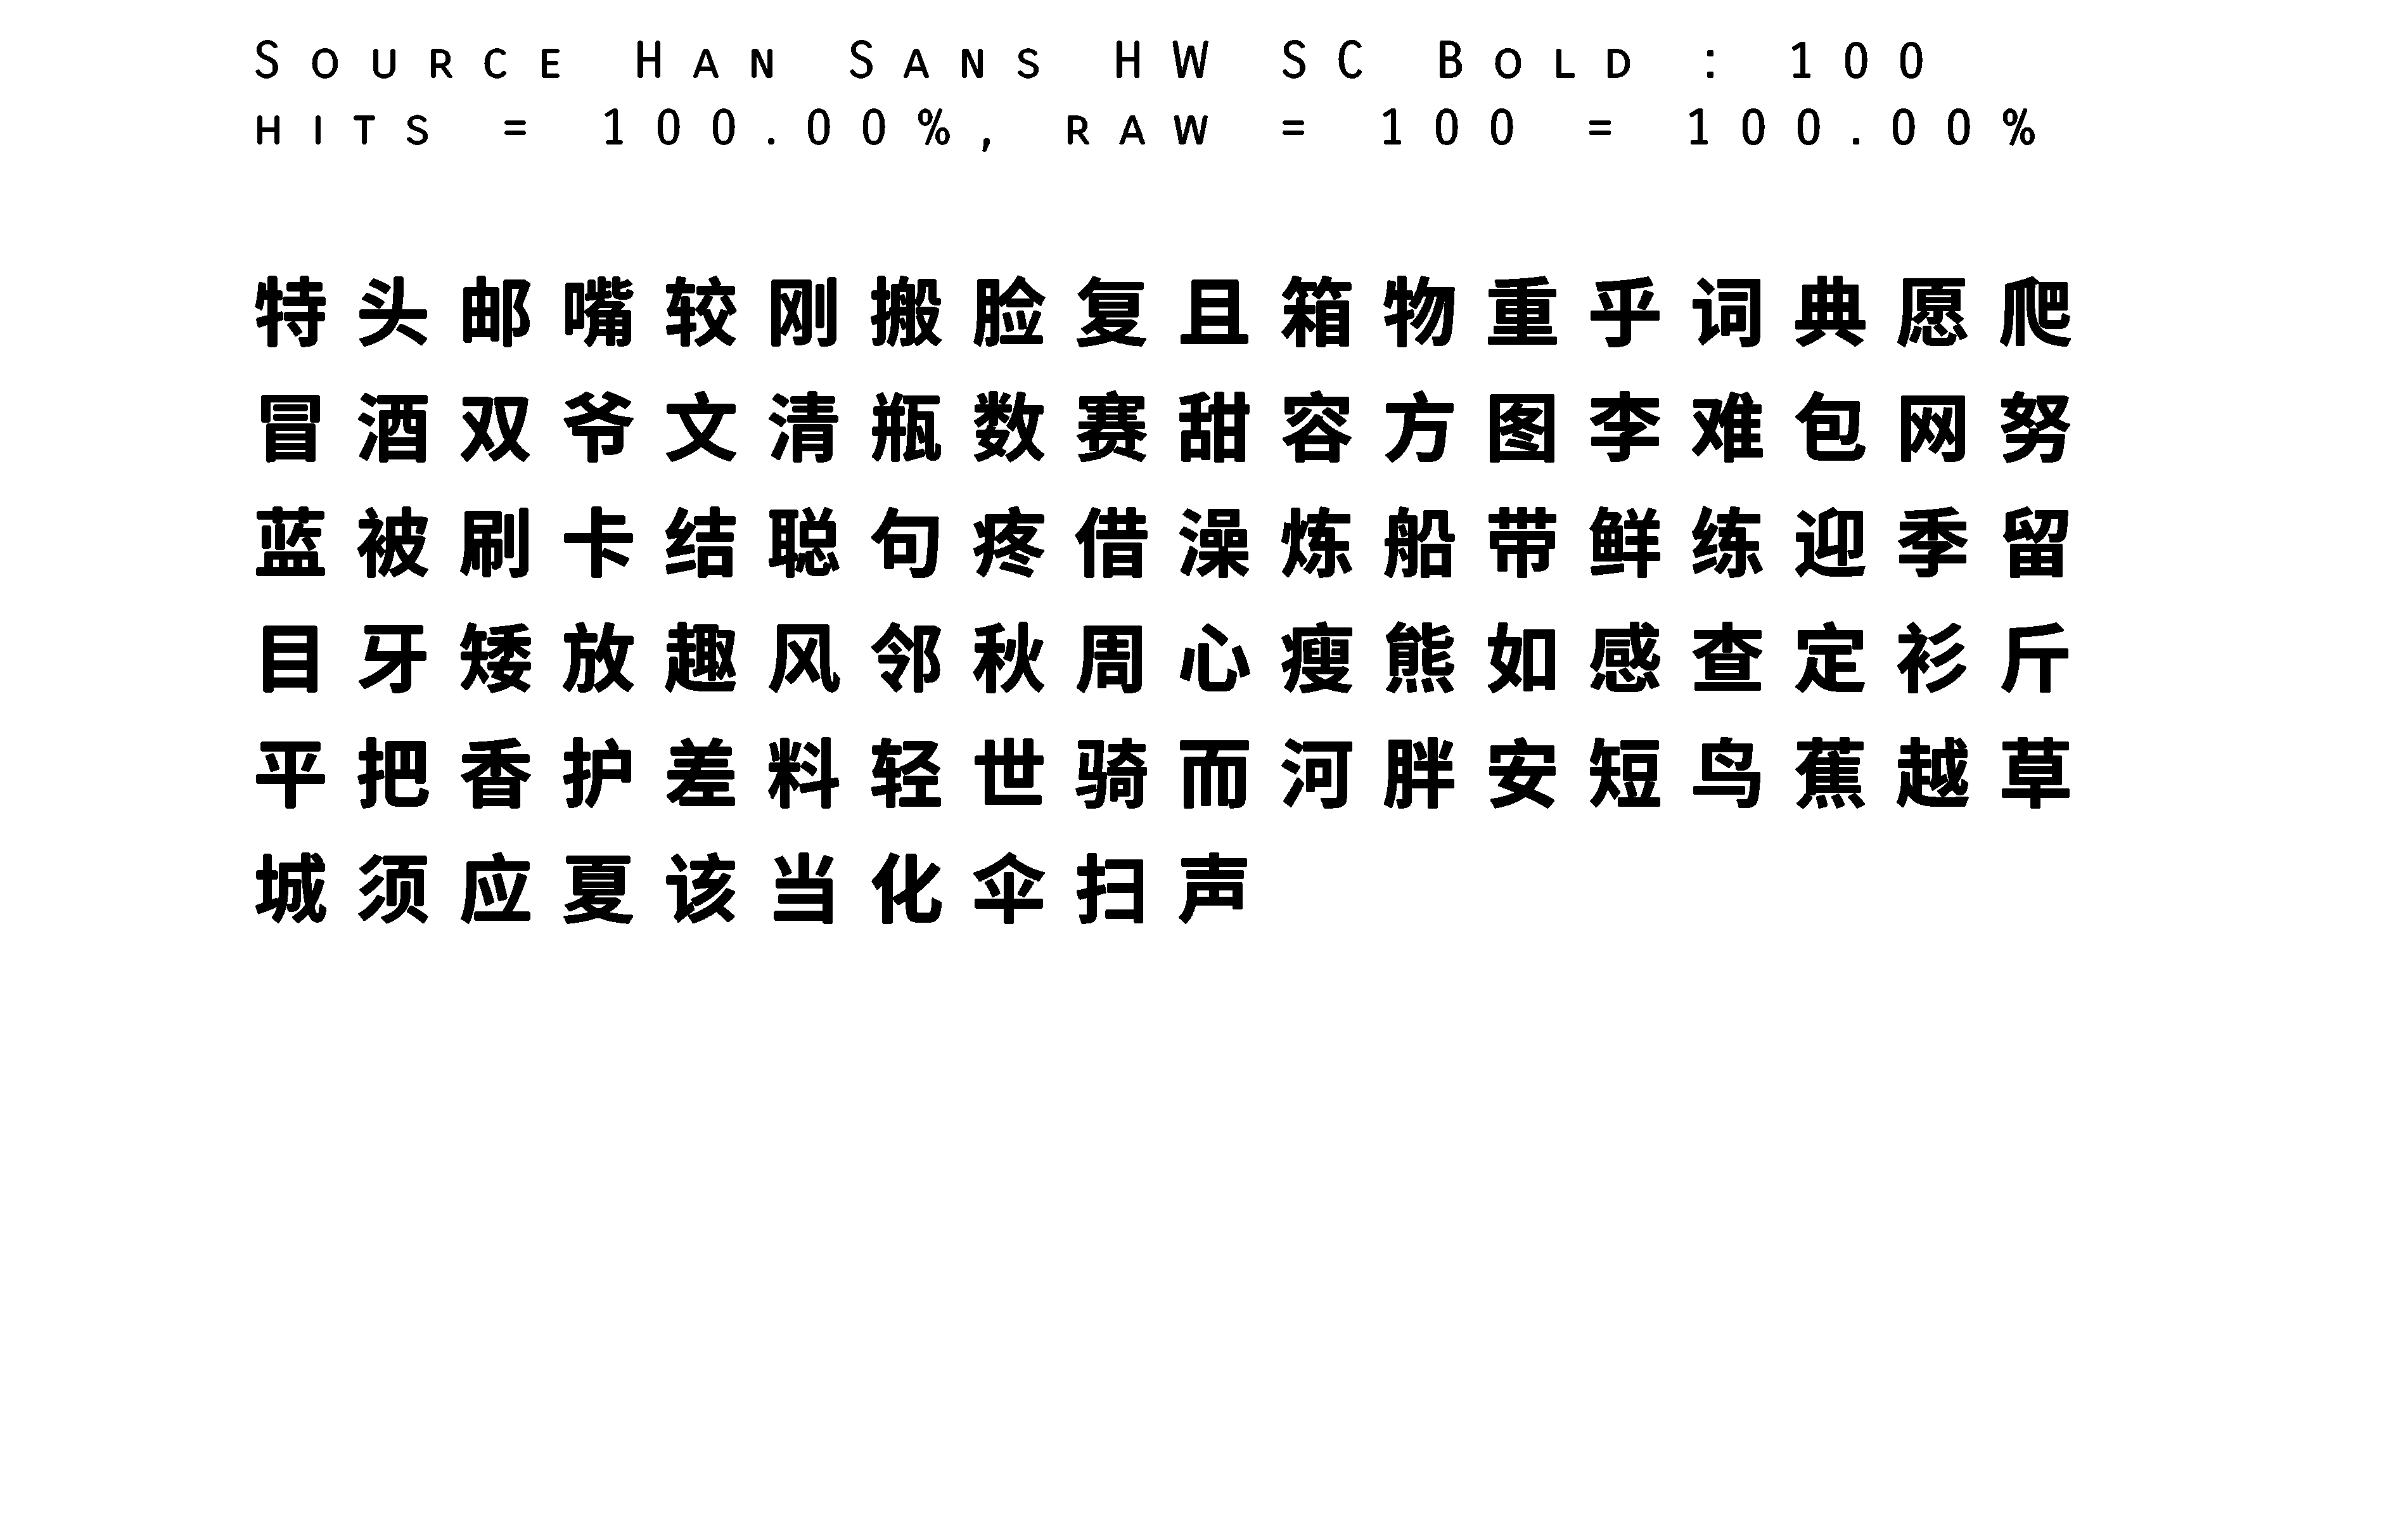 Source Han Sans HW SC Bold : 100
hits = 100.00%, raw = 100 = 100.00%
特头邮嘴较刚搬脸复且箱物重乎词典愿爬
冒酒双爷文清瓶数赛甜容方图李难包网努
蓝被刷卡结聪句疼借澡炼船带鲜练迎季留
目牙矮放趣风邻秋周心瘦熊如感查定衫斤
平把香护差料轻世骑而河胖安短鸟蕉越草
城须应夏该当化伞扫声